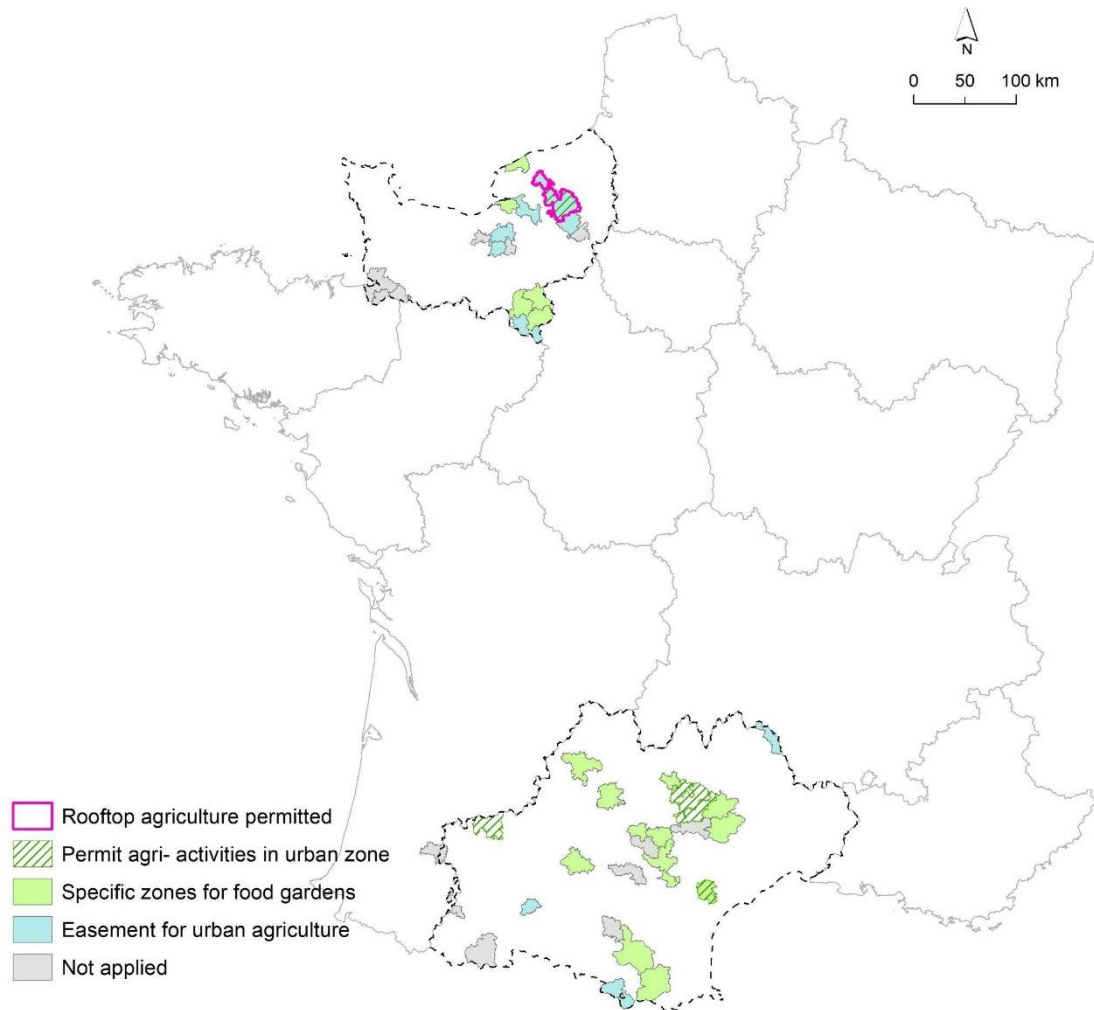 N
0 50 100 km
Rooftop agriculture permitted
Permit agri- activities in urban zone
Specific zones for food gardens
Easement for urban agriculture
Not applied